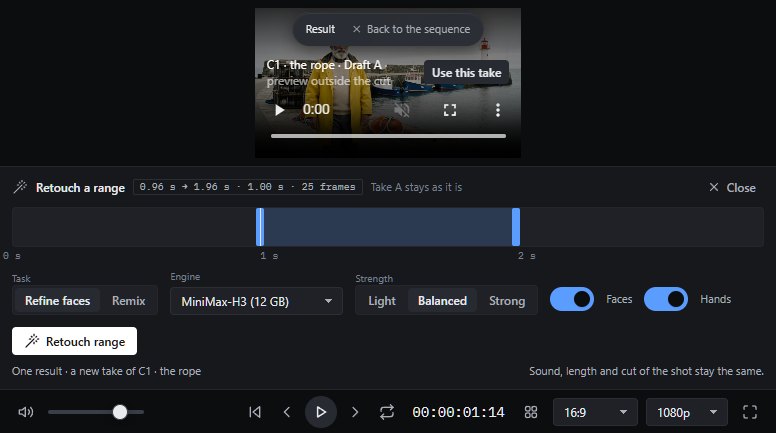 Result × Back to the sequence
C1 · the rope · Draft A ·
preview outside the cut
Use this take
0:00
Retouch a range
0.96 s → 1.96 s · 1.00 s · 25 frames
Take A stays as it is
× Close
0 s 1 s 2 s
Task Engine Strength
Refine faces Remix MiniMax-H3 (12 GB) Light Balanced Strong Faces Hands
Retouch range
One result · a new take of C1 · the rope Sound, length and cut of the shot stay the same.
00:00:01:14 16:9 1080p